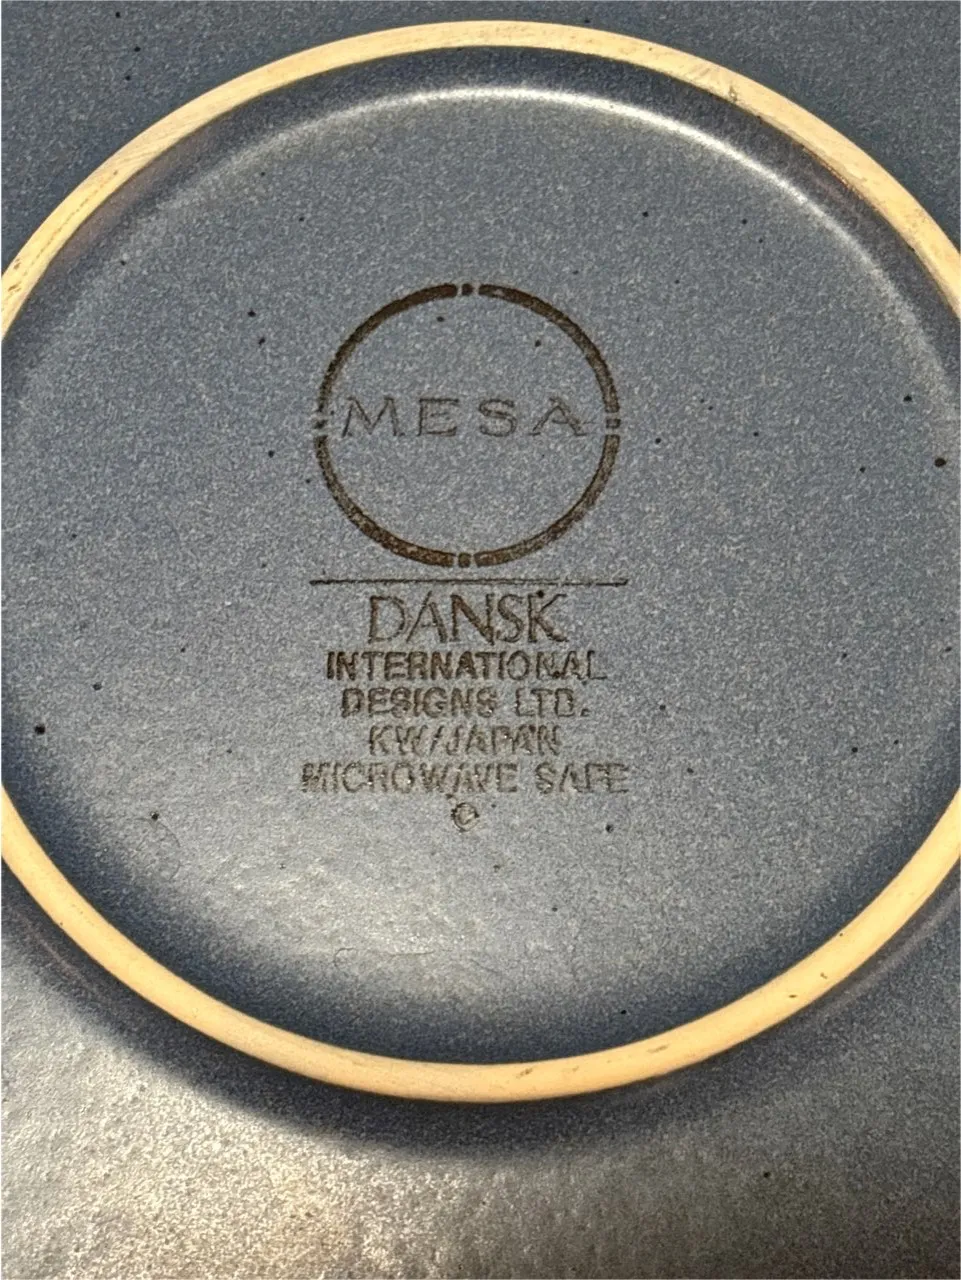 MESA
DANSK
INTERNATIONAL
DESIGNS LTD.
KW/JAPAN
MICROWAVE SAFE
©